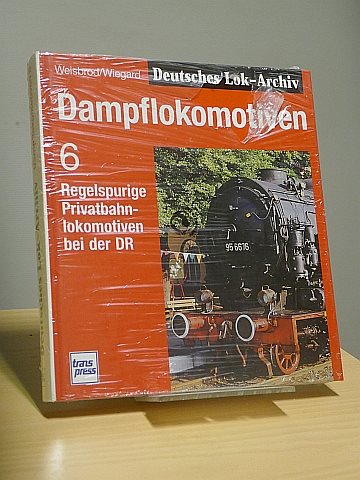 Weisbrod/Wiegard
Deutsches Lok-Archiv
Dampflokomotiven
6
Regelspurige
Privatbahn-
lokomotiven
bei der DR
95 6676
trans
press